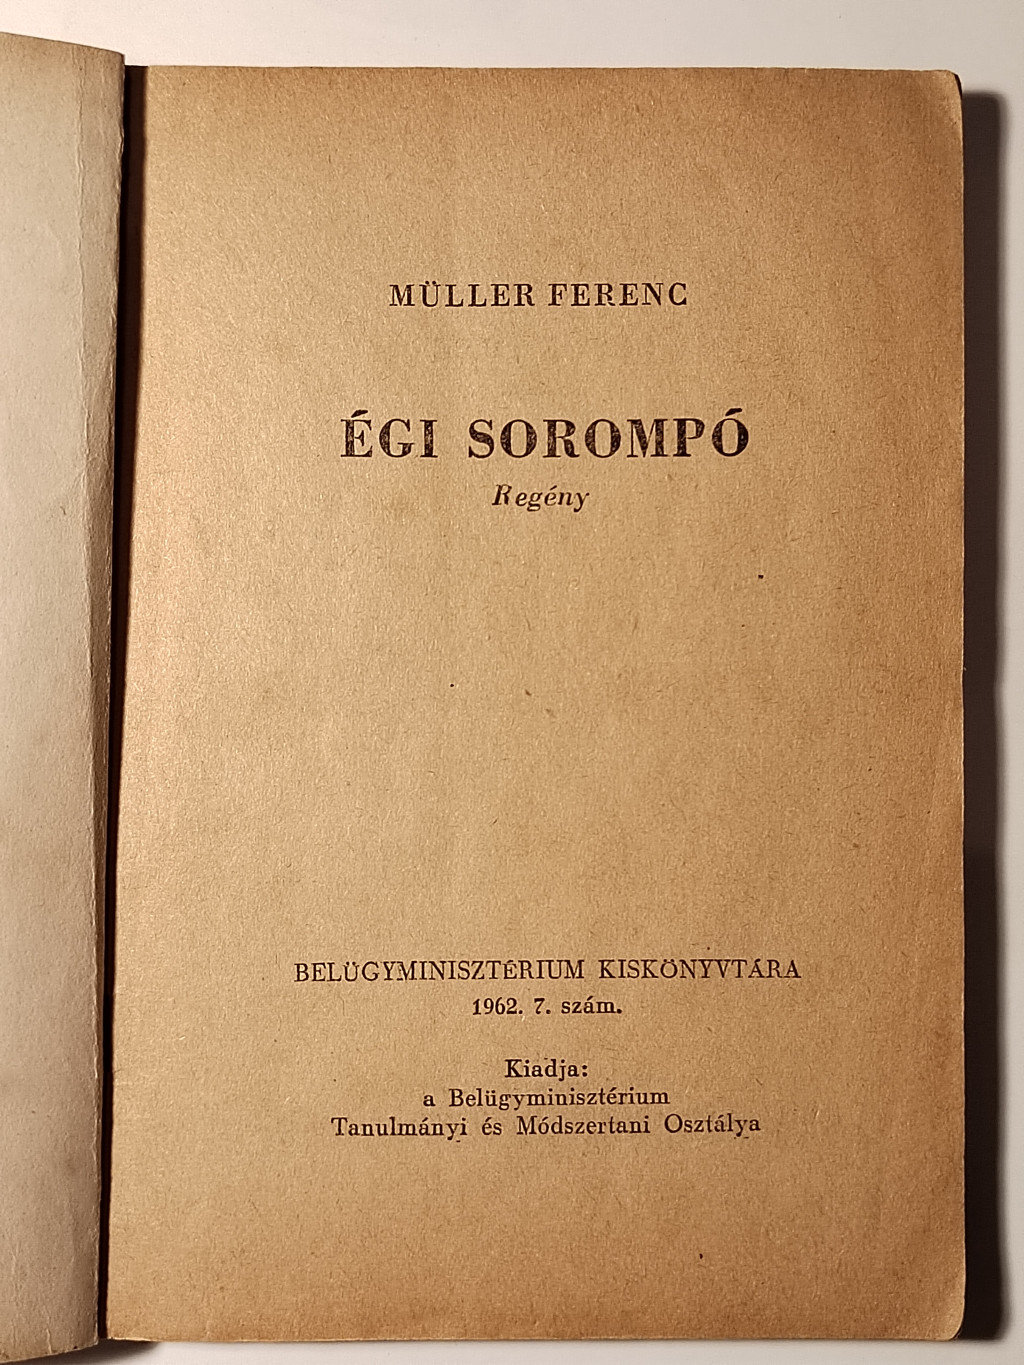 MÜLLER FERENC
ÉGI SOROMPÓ
Regény
BELÜGYMINISZTÉRIUM KISKÖNYVTÁRA
1962. 7. szám.
Kiadja:
a Belügyminisztérium
Tanulmányi és Módszertani Osztálya